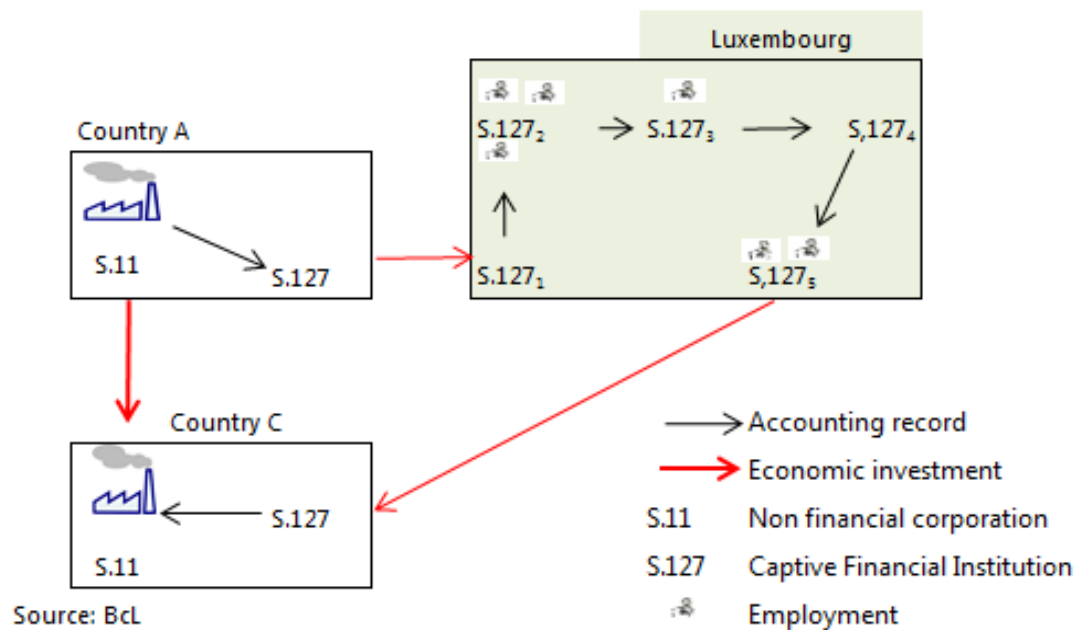 Luxembourg
S.127₂
S.127₃
S,127₄
Country A
S.11
S.127
S.127₁
S,127₅
Country C
Accounting record
Economic investment
S.127
S.11
Non financial corporation
S.11
S.127
Captive Financial Institution
Source: BcL
Employment